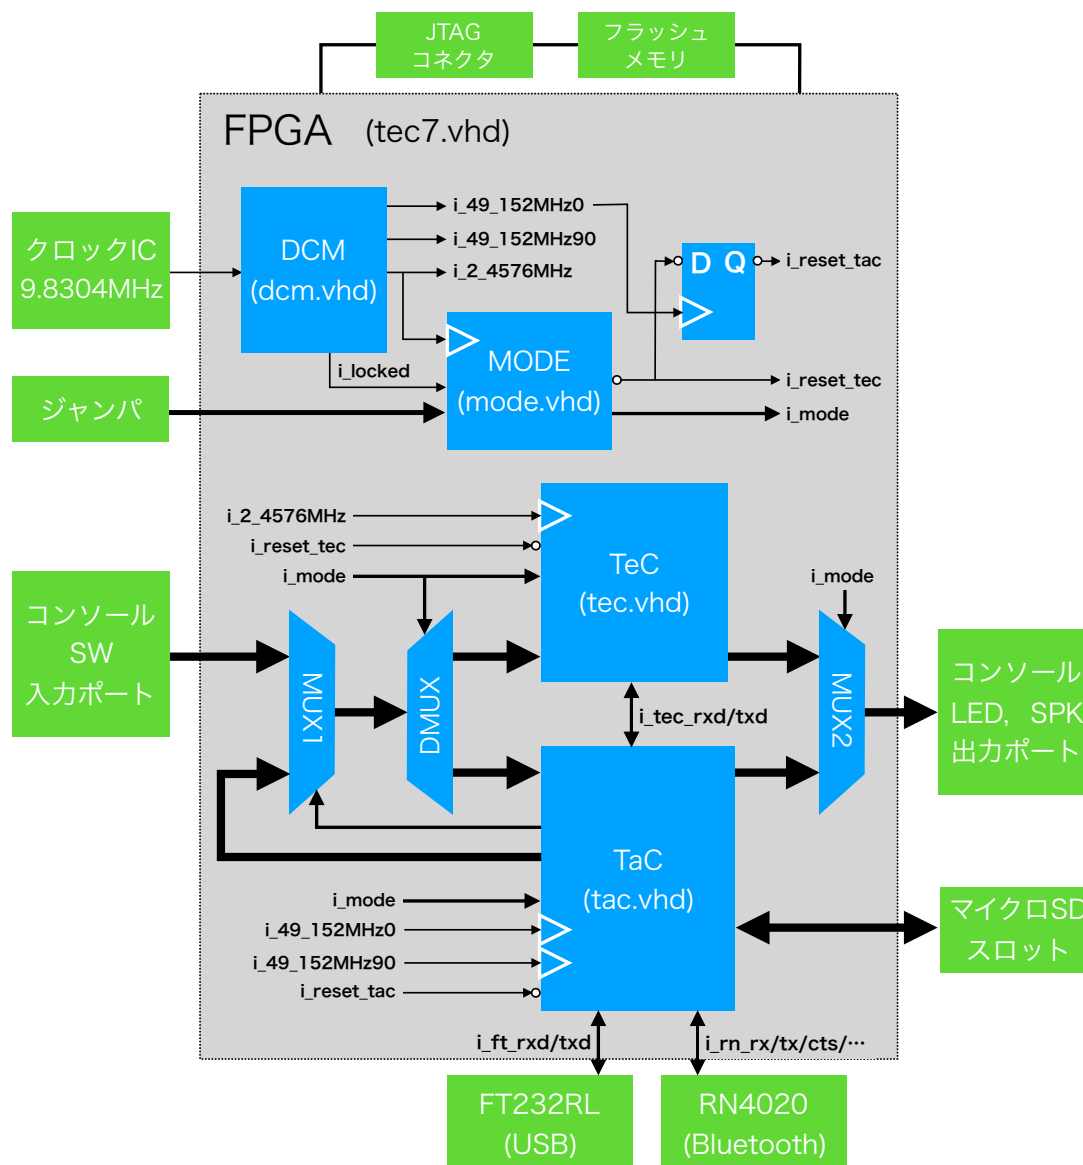 JTAG
コネクタ
フラッシュ
メモリ
FPGA (tec7.vhd)
クロックIC
9.8304MHz
DCM
(dcm.vhd)
i_49_152MHz0
i_49_152MHz90
i_2_4576MHz
i_locked
D Q
i_reset_tac
ジャンパ
MODE
(mode.vhd)
i_reset_tec
i_mode
i_2_4576MHz
i_reset_tec
i_mode
TeC
(tec.vhd)
i_mode
コンソール
SW
入力ポート
MUX1
DMUX
MUX2
i_tec_rxd/txd
コンソール
LED，SPK
出力ポート
TaC
(tac.vhd)
i_mode
i_49_152MHz0
i_49_152MHz90
i_reset_tac
マイクロSD
スロット
i_ft_rxd/txd
i_rn_rx/tx/cts/…
FT232RL
(USB)
RN4020
(Bluetooth)